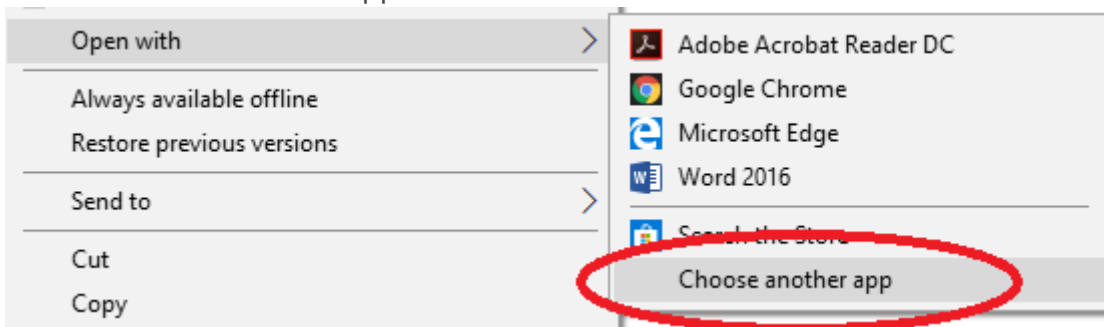 Open with
Always available offline
Restore previous versions
Send to
Cut
Copy
Adobe Acrobat Reader DC
Google Chrome
Microsoft Edge
Word 2016
Search the Store
Choose another app